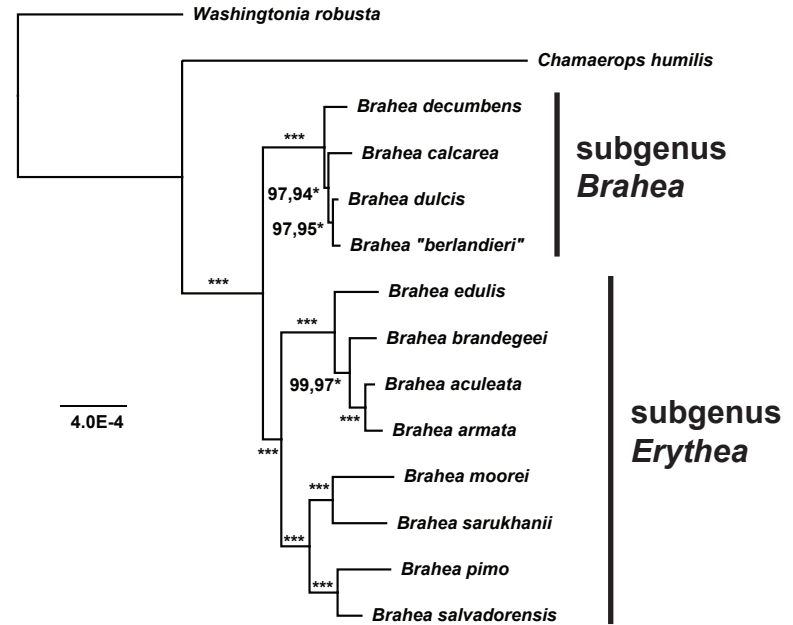 Washingtonia robusta
Chamaerops humilis
Brahea decumbens
***
Brahea calcarea
97,94*
Brahea dulcis
97,95*
Brahea "berlandieri"
subgenus
Brahea
***
Brahea edulis
***
Brahea brandegeei
99,97*
Brahea aculeata
***
Brahea armata
4.0E-4
subgenus
Erythea
***
Brahea moorei
***
Brahea sarukhanii
***
Brahea pimo
***
Brahea salvadorensis